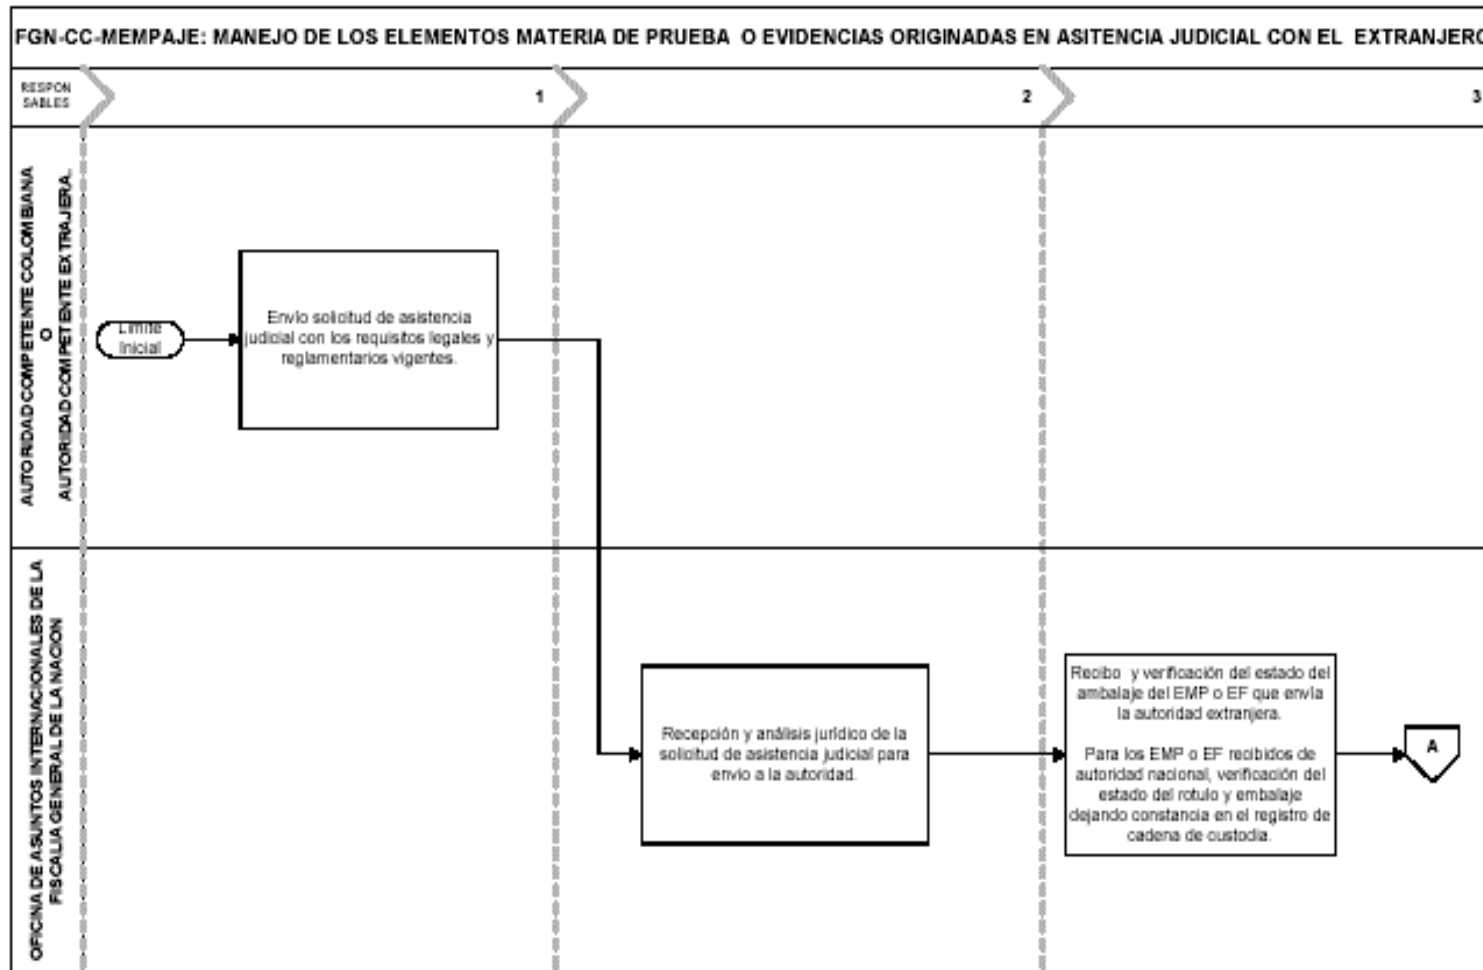 FGN-CC-MEMPAJE: MANEJO DE LOS ELEMENTOS MATERIA DE PRUEBA O EVIDENCIAS ORIGINADAS EN ASITENCIA JUDICIAL CON EL EXTRANJERO
RESPON
SABLES
1
2
3
AUTORIDAD COMPETENTE COLOMBIANA
O
AUTORIDAD COMPETENTE EXTRAJERA.
Limite
Inicial
Envío solicitud de asistencia
judicial con los requisitos legales y
reglamentarios vigentes.
OFICINA DE ASUNTOS INTERNACIONALES DE LA
FISCALIA GENERAL DE LA NACION
Recepción y análisis jurídico de la
solicitud de asistencia judicial para
envio a la autoridad.
Recibo y verificación del estado del
ambalaje del EMP o EF que envía
la autoridad extranjera.
Para los EMP o EF recibidos de
autoridad nacional, verificación del
estado del rotulo y embalaje
dejando constancia en el registro de
cadena de custodia.
A